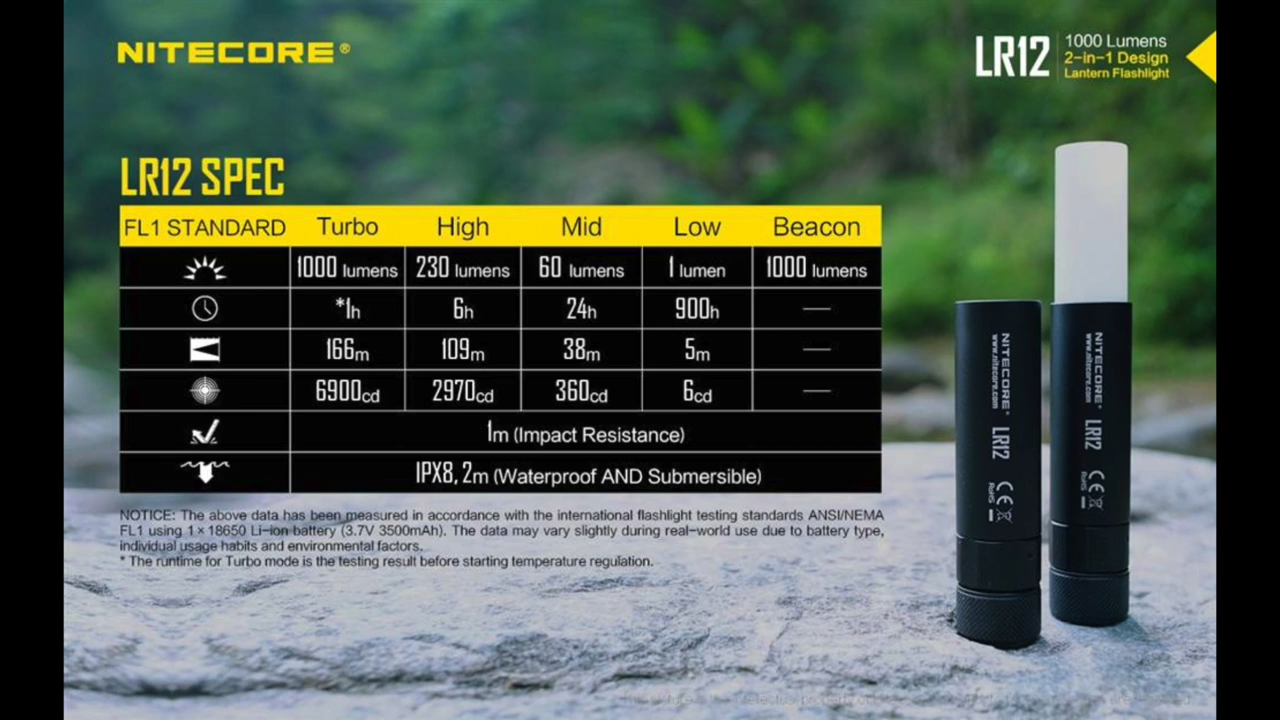 NITECORE®
LR12
1000 Lumens
2-in-1 Design
Lantern Flashlight
LR12 SPEC
FL1 STANDARD Turbo High Mid Low Beacon
1000 lumens 230 lumens 60 lumens 1 lumen 1000 lumens
*1h 6h 24h 900h —
166m 109m 38m 5m —
6900cd 2970cd 360cd 6cd —
1m (Impact Resistance)
IPX8, 2m (Waterproof AND Submersible)
NOTICE: The above data has been measured in accordance with the international flashlight testing standards ANSI/NEMA
FL1 using 1×18650 Li-ion battery (3.7V 3500mAh). The data may vary slightly during real-world use due to battery type,
individual usage habits and environmental factors.
* The runtime for Turbo mode is the testing result before starting temperature regulation.
NITECORE®
www.nitecore.com
LR12
CE
RoHS
NITECORE®
www.nitecore.com
LR12
CE
RoHS